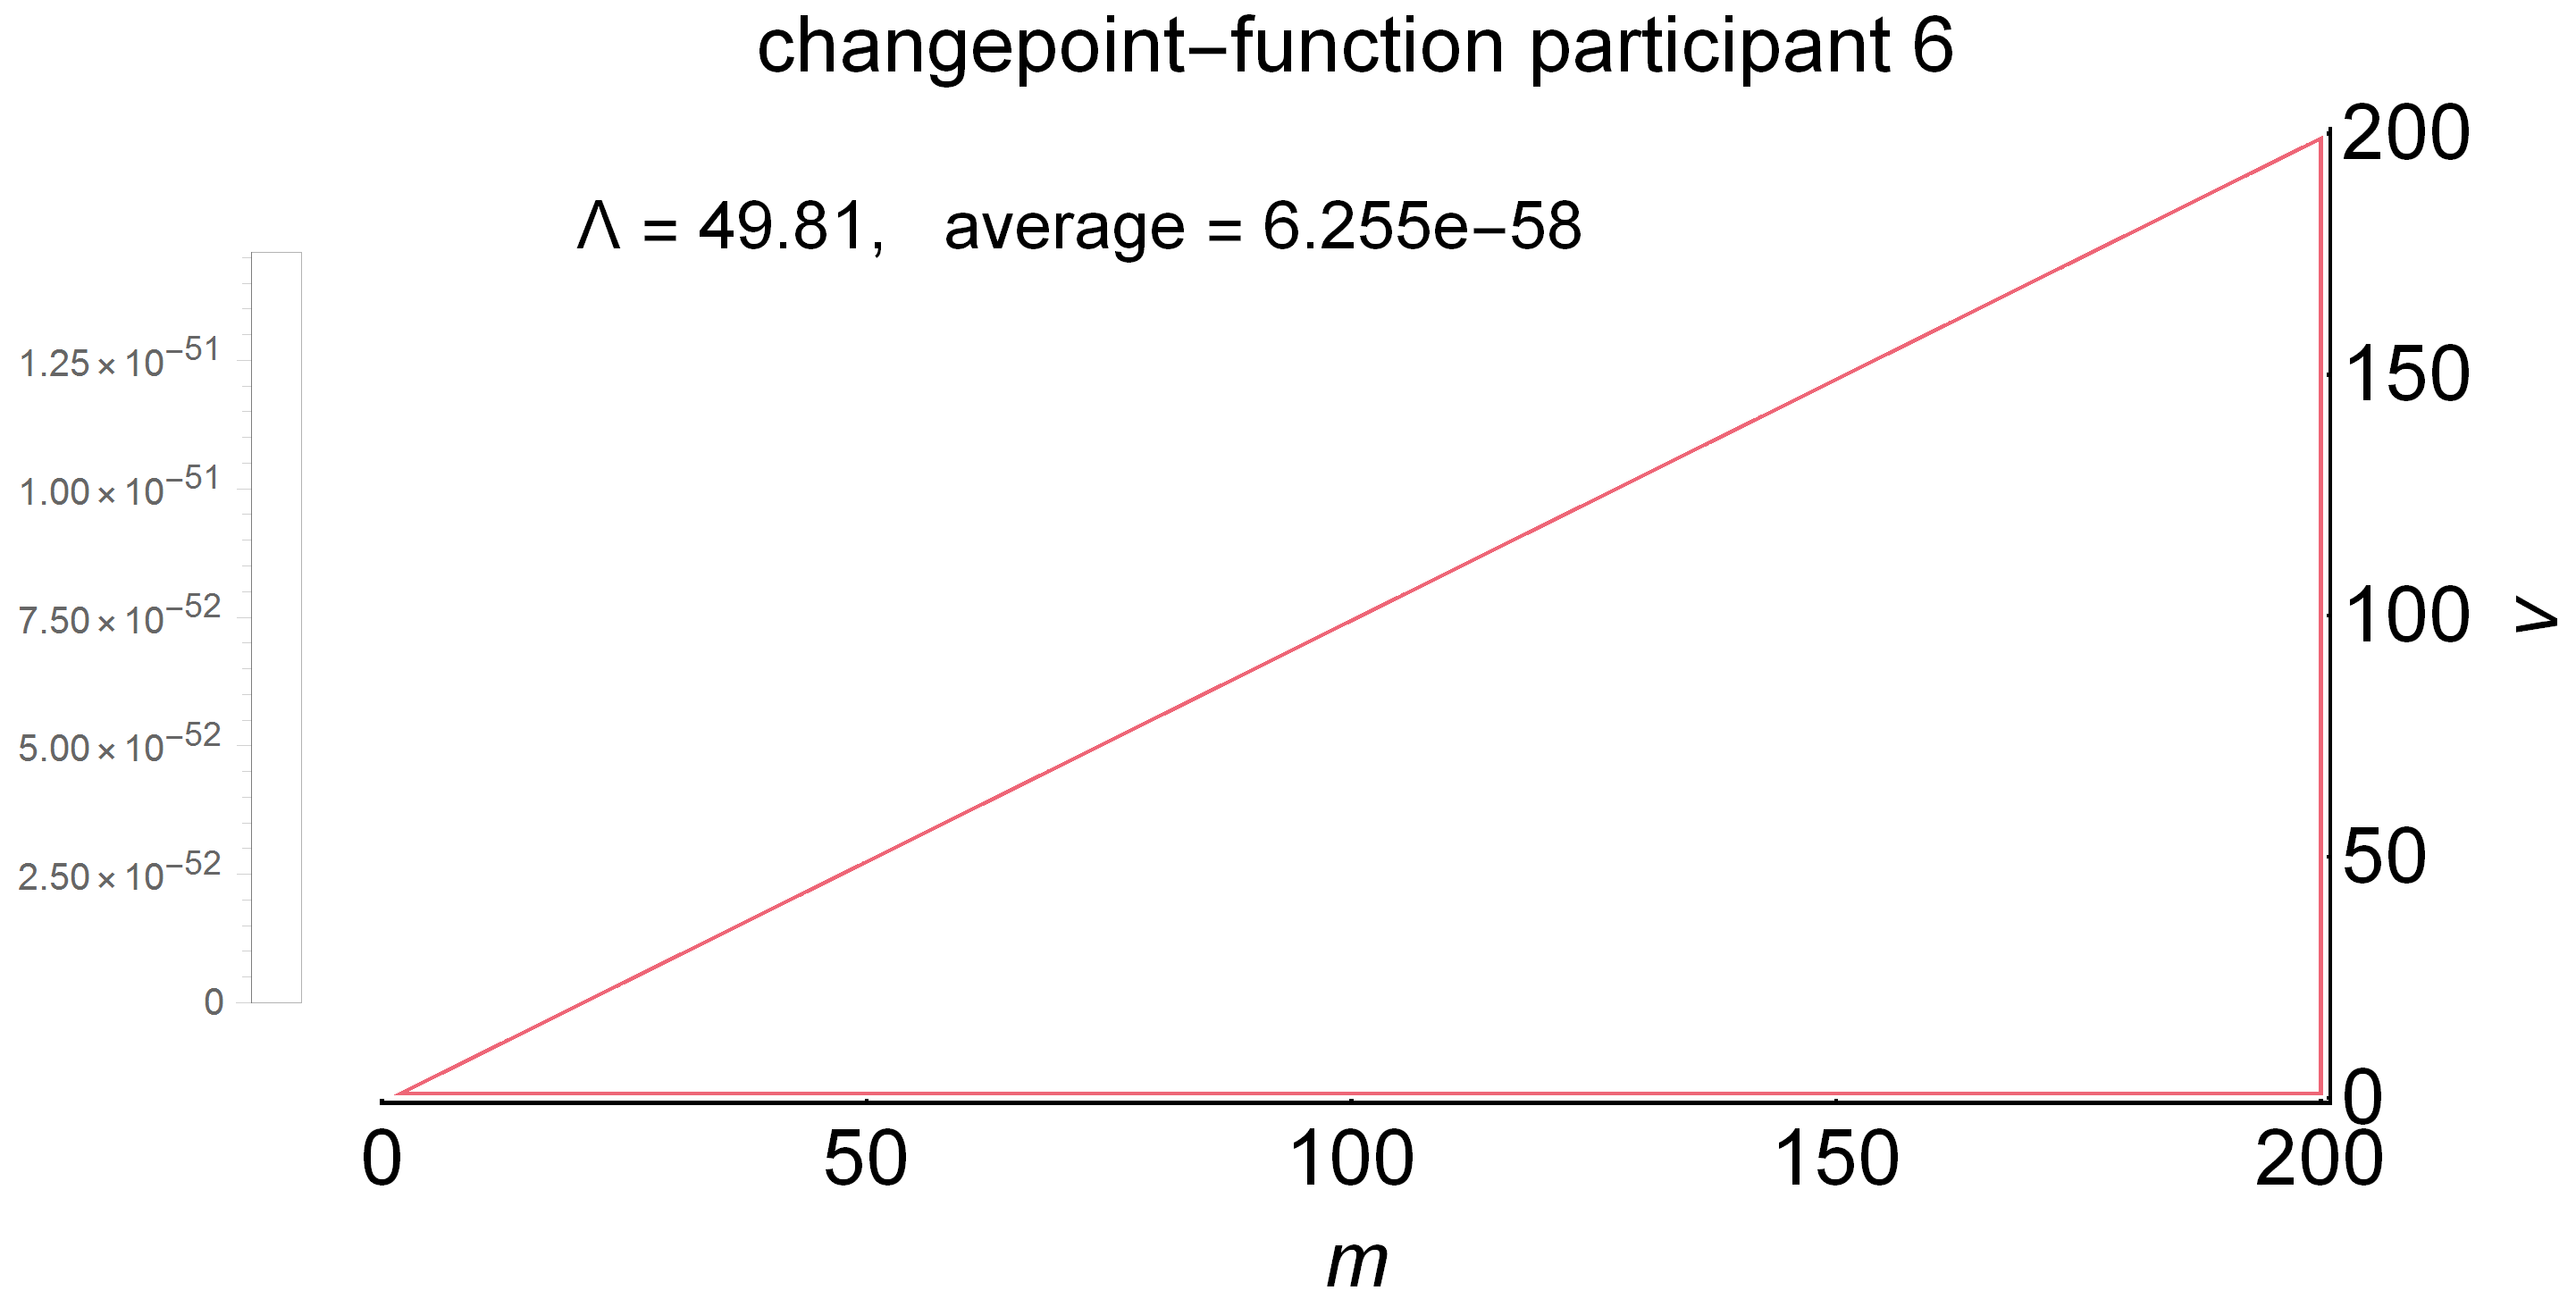 changepoint−function participant 6
Λ = 49.81, average = 6.255e−58
1.25×10⁻⁵¹
1.00×10⁻⁵¹
7.50×10⁻⁵²
5.00×10⁻⁵²
2.50×10⁻⁵²
0
200
150
100
50
0
v
0 50 100 150 200
m